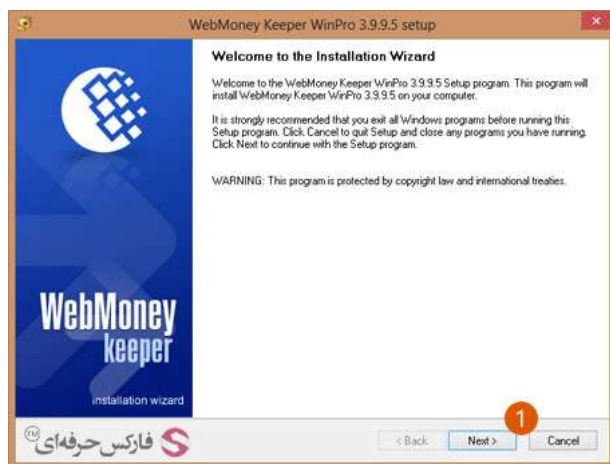 WebMoney Keeper WinPro 3.9.9.5 setup
Welcome to the Installation Wizard
Welcome to the WebMoney Keeper WinPro 3.9.9.5 Setup program. This program will
install WebMoney Keeper WinPro 3.9.9.5 on your computer.
It is strongly recommended that you exit all Windows programs before running this
Setup program. Click Cancel to quit Setup and close any programs you have running.
Click Next to continue with the Setup program.
WARNING: This program is protected by copyright law and international treaties.
WebMoney
keeper
installation wizard
1
فارکس حرفه‌ای™
< Back
Next >
Cancel